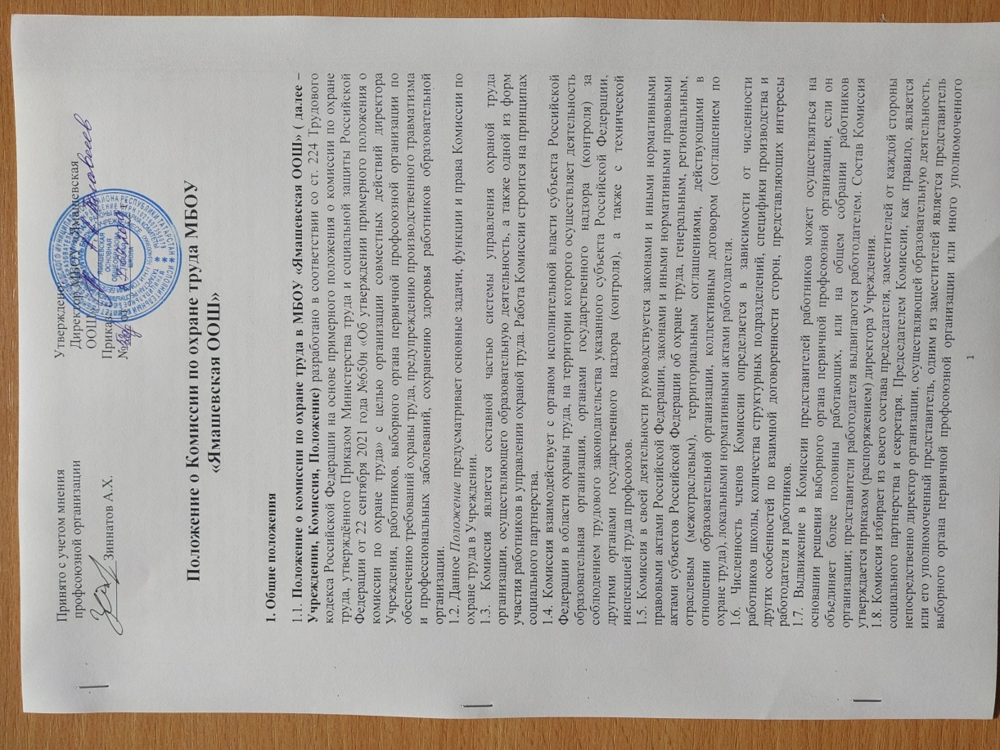 Принято с учетом мнения
профсоюзной организации
Зиннатов А.Х.
Утверждено
Директор МБОУ «Ямашевская
ООШ»
Прика
№
Положение о Комиссии по охране труда МБОУ
«Ямашевская ООШ»
1. Общие положения
1.1. Положение о комиссии по охране труда в МБОУ «Ямашевская ООШ» ( далее –
Учреждении, Комиссия, Положение) разработано в соответствии со ст. 224 Трудового
кодекса Российской Федерации на основе примерного положения о комиссии по охране
труда, утверждённого Приказом Министерства труда и социальной защиты Российской
Федерации от 22 сентября 2021 года №650н «Об утверждении примерного положения о
комиссии по охране труда» с целью организации совместных действий директора
Учреждения, работников, выборного органа первичной профсоюзной организации по
обеспечению требований охраны труда, предупреждению производственного травматизма
и профессиональных заболеваний, сохранению здоровья работников образовательной
организации.
1.2. Данное Положение предусматривает основные задачи, функции и права Комиссии по
охране труда в Учреждении.
1.3. Комиссия является составной частью системы управления охраной труда
организации, осуществляющего образовательную деятельность, а также одной из форм
участия работников в управлении охраной труда. Работа Комиссии строится на принципах
социального партнерства.
1.4. Комиссия взаимодействует с органом исполнительной власти субъекта Российской
Федерации в области охраны труда, на территории которого осуществляет деятельность
образовательная организация, органами государственного надзора (контроля) за
соблюдением трудового законодательства указанного субъекта Российской Федерации,
другими органами государственного надзора (контроля), а также с технической
инспекцией труда профсоюзов.
1.5. Комиссия в своей деятельности руководствуется законами и иными нормативными
правовыми актами Российской Федерации, законами и иными нормативными правовыми
актами субъектов Российской Федерации об охране труда, генеральным, региональным,
отраслевым (межотраслевым), территориальным соглашениями, действующими в
отношении образовательной организации, коллективным договором (соглашением по
охране труда), локальными нормативными актами работодателя.
1.6. Численность членов Комиссии определяется в зависимости от численности
работников школы, количества структурных подразделений, специфики производства и
других особенностей по взаимной договоренности сторон, представляющих интересы
работодателя и работников.
1.7. Выдвижение в Комиссии представителей работников может осуществляться на
основании решения выборного органа первичной профсоюзной организации, если он
объединяет более половины работающих, или на общем собрании работников
организации; представители работодателя выдвигаются работодателем. Состав Комиссия
утверждается приказом (распоряжением) директора Учреждения.
1.8. Комиссия избирает из своего состава председателя, заместителей от каждой стороны
социального партнерства и секретаря. Председателем Комиссии, как правило, является
непосредственно директор организации, осуществляющей образовательную деятельность,
или его уполномоченный представитель, одним из заместителей является представитель
выборного органа первичной профсоюзной организации или иного уполномоченного
1